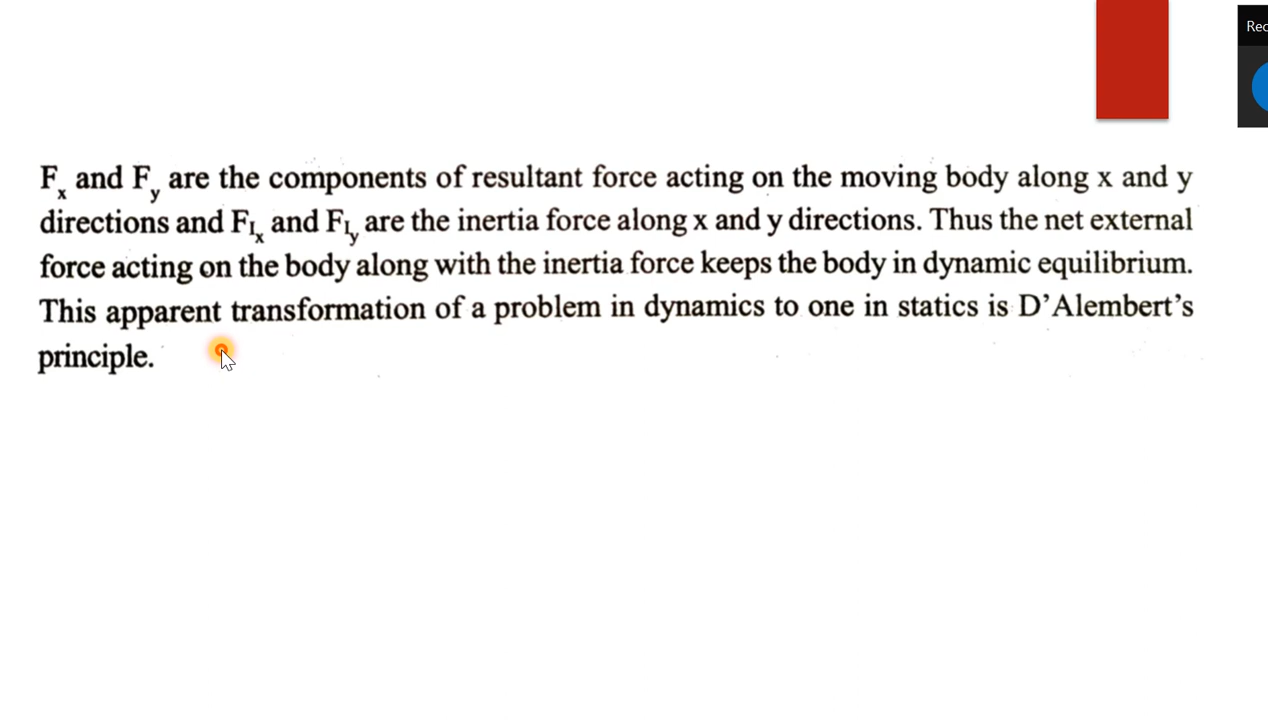 Rec
Fx and Fy are the components of resultant force acting on the moving body along x and y
directions and FIx and FIy are the inertia force along x and y directions. Thus the net external
force acting on the body along with the inertia force keeps the body in dynamic equilibrium.
This apparent transformation of a problem in dynamics to one in statics is D’Alembert’s
principle.